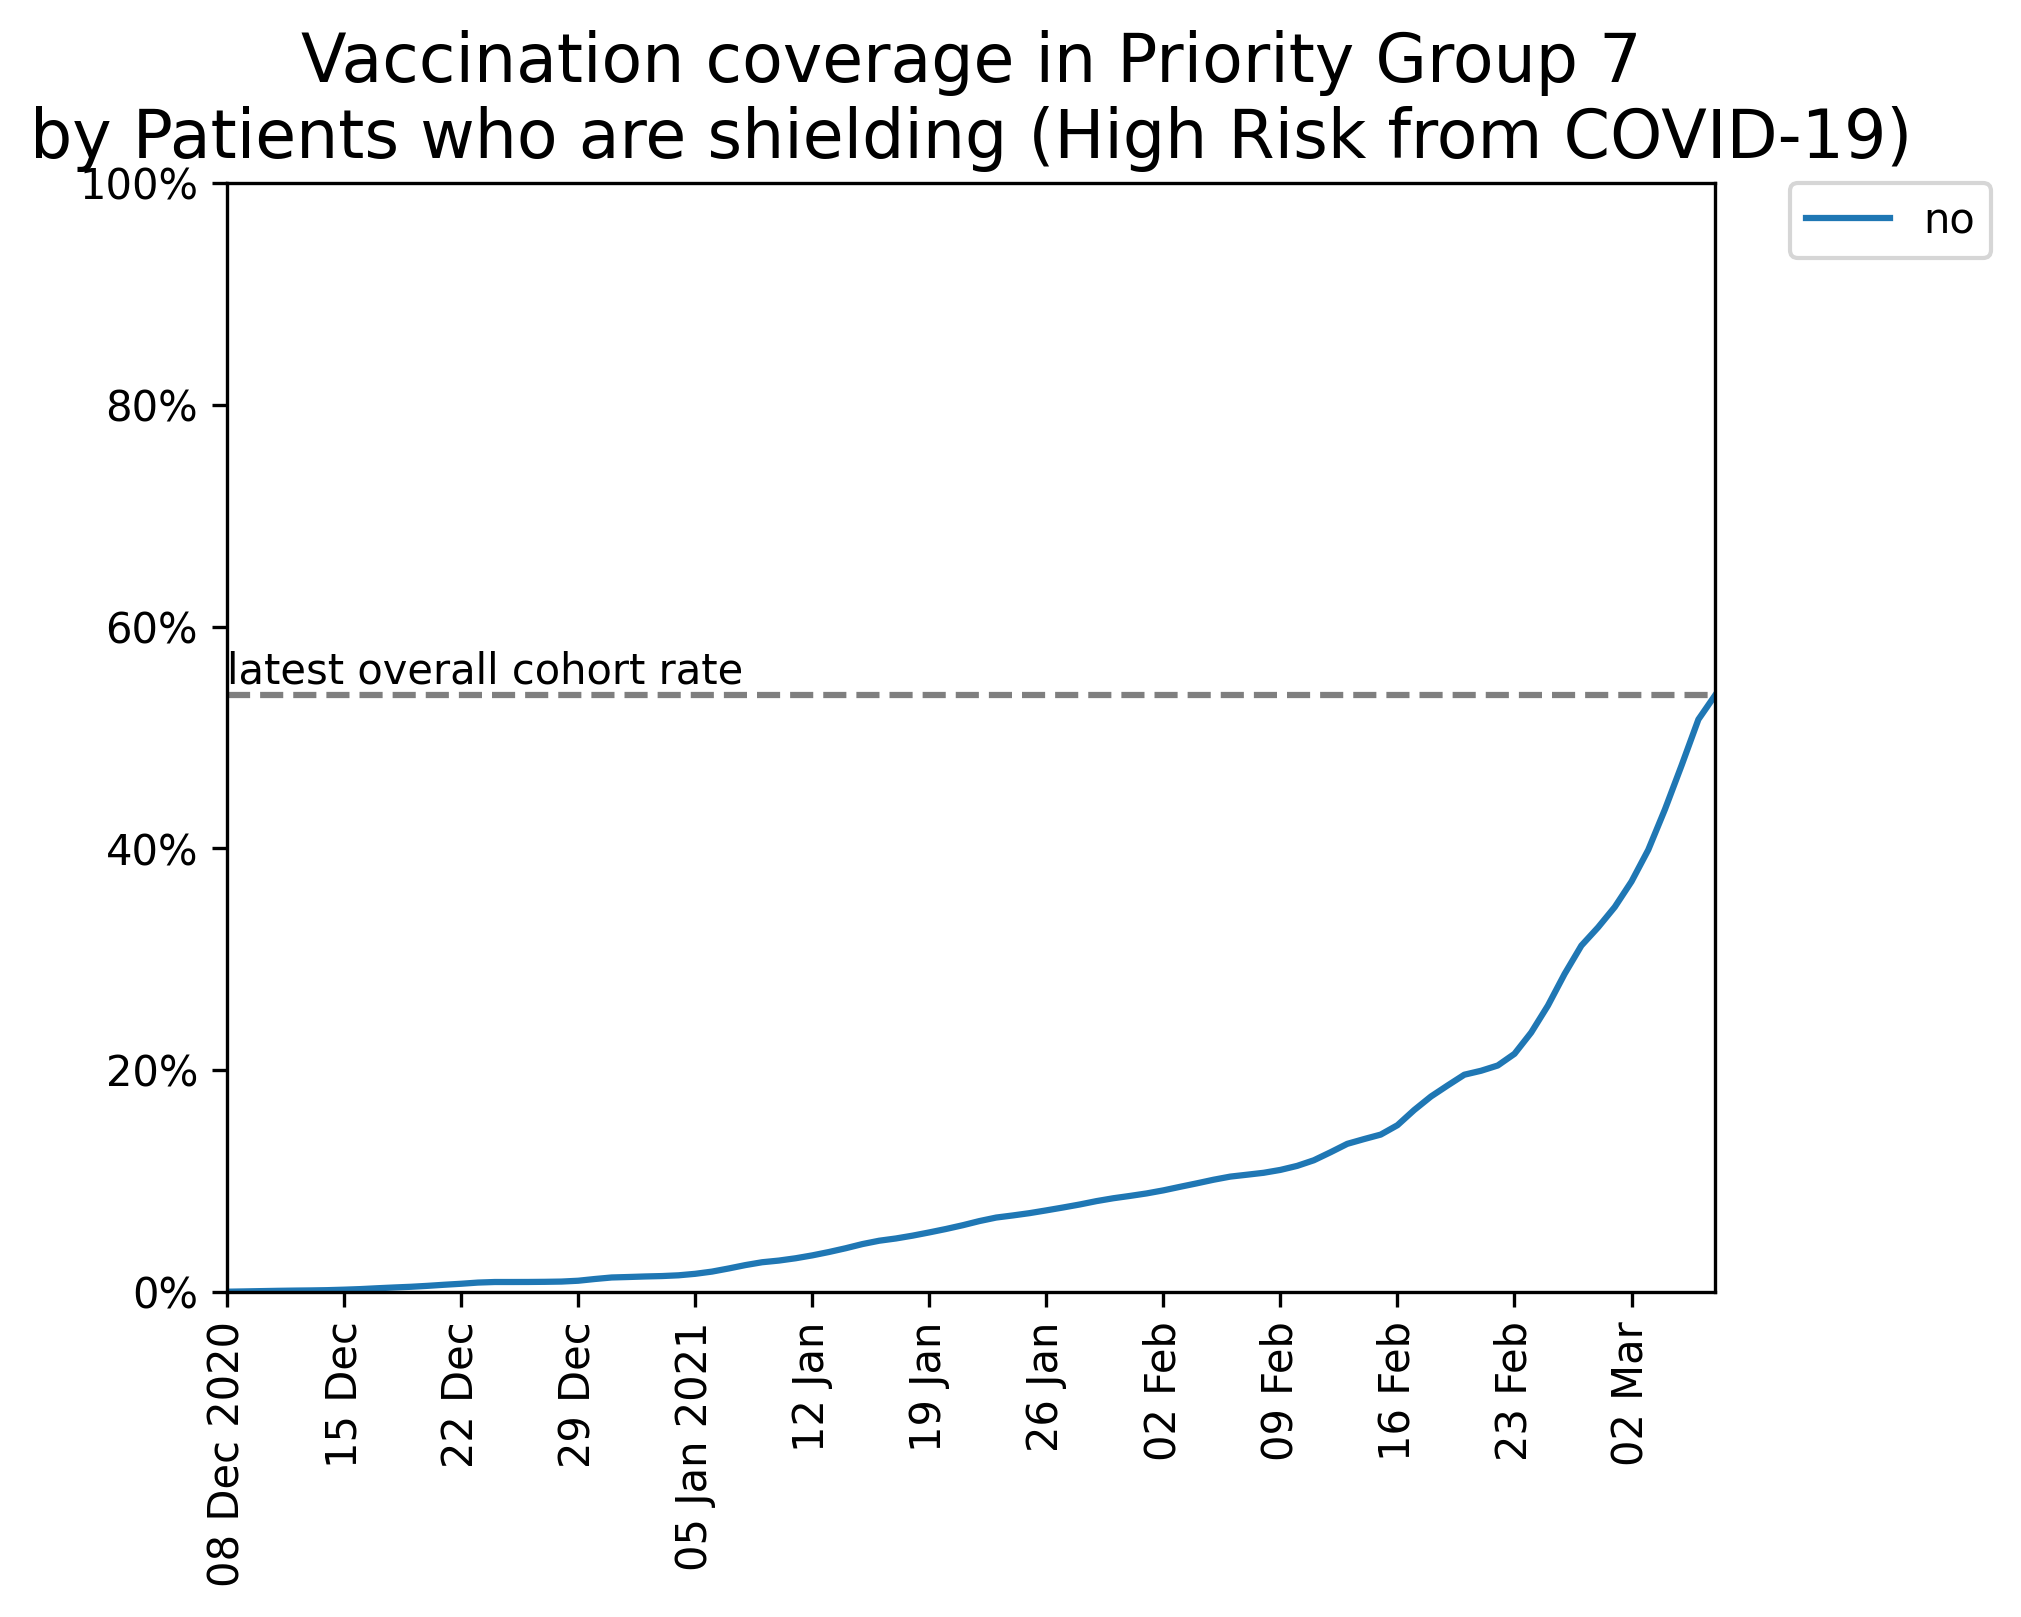 Vaccination coverage in Priority Group 7
by Patients who are shielding (High Risk from COVID-19)
100%
no
80%
60%
latest overall cohort rate
40%
20%
0%
08 Dec 2020
15 Dec
22 Dec
29 Dec
05 Jan 2021
12 Jan
19 Jan
26 Jan
02 Feb
09 Feb
16 Feb
23 Feb
02 Mar